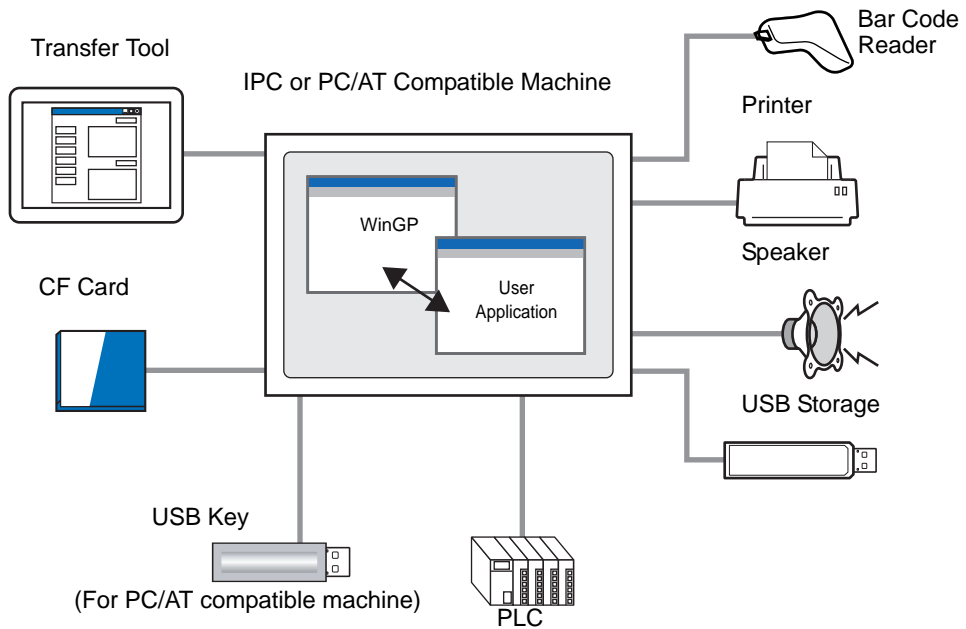 Bar Code
Reader
Transfer Tool
IPC or PC/AT Compatible Machine
Printer
WinGP
Speaker
User
Application
CF Card
USB Storage
USB Key
(For PC/AT compatible machine)
PLC